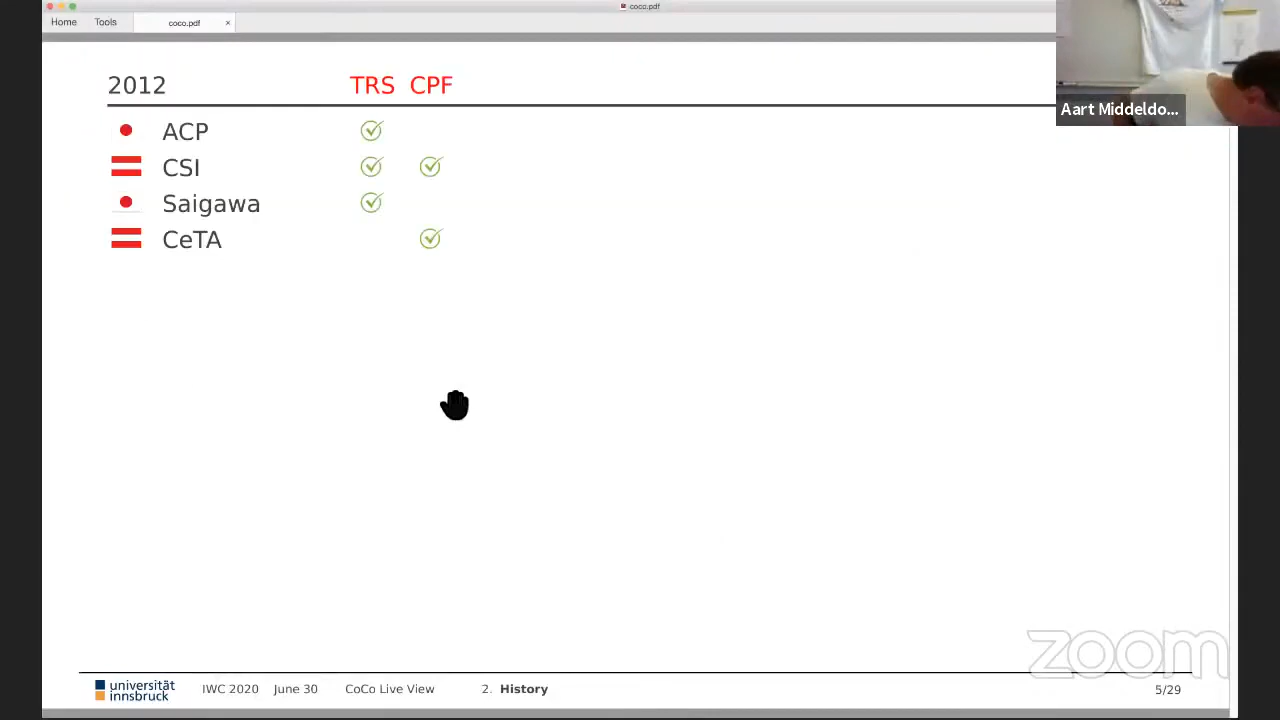 coco.pdf
Home Tools coco.pdf ×
2012 TRS CPF
Aart Middeldo...
ACP
CSI
Saigawa
CeTA
zoom
universität
innsbruck
IWC 2020 June 30 CoCo Live View 2. History 5/29